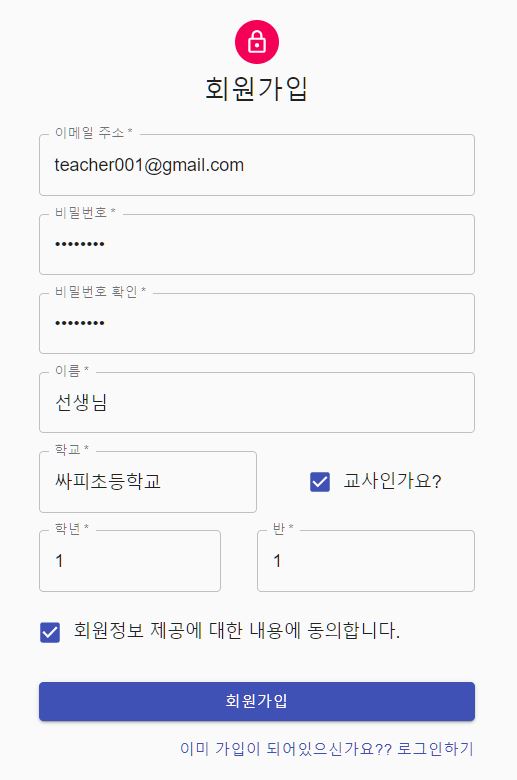 회원가입
이메일 주소 *
teacher001@gmail.com
비밀번호 *
••••••••
비밀번호 확인 *
••••••••
이름 *
선생님
학교 *
싸피초등학교
교사인가요?
학년 *
1
반 *
1
회원정보 제공에 대한 내용에 동의합니다.
회원가입
이미 가입이 되어있으신가요?? 로그인하기